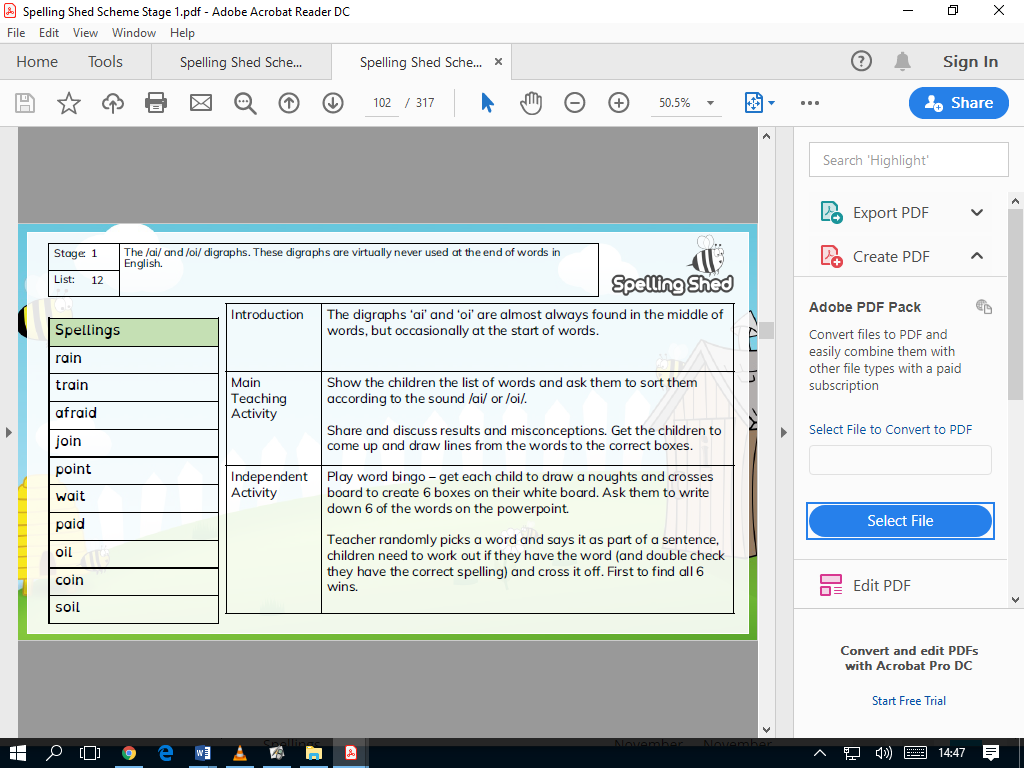 Spelling Shed Scheme Stage 1.pdf - Adobe Acrobat Reader DC
File Edit View Window Help
Home Tools Spelling Shed Sche... Spelling Shed Sche... × Sign In
102 / 317 50.5% Share
Stage: 1
List: 12
The /ai/ and /oi/ digraphs. These digraphs are virtually never used at the end of words in
English.
Spelling Shed
Spellings
rain
train
afraid
join
point
wait
paid
oil
coin
soil
Introduction
The digraphs ‘ai’ and ‘oi’ are almost always found in the middle of
words, but occasionally at the start of words.
Main
Teaching
Activity
Show the children the list of words and ask them to sort them
according to the sound /ai/ or /oi/.
Share and discuss results and misconceptions. Get the children to
come up and draw lines from the words to the correct boxes.
Independent
Activity
Play word bingo – get each child to draw a noughts and crosses
board to create 6 boxes on their white board. Ask them to write
down 6 of the words on the powerpoint.
Teacher randomly picks a word and says it as part of a sentence,
children need to work out if they have the word (and double check
they have the correct spelling) and cross it off. First to find all 6
wins.
Search 'Highlight'
Export PDF
Create PDF
Adobe PDF Pack
Convert files to PDF and
easily combine them with
other file types with a paid
subscription
Select File to Convert to PDF
Select File
Edit PDF
Convert and edit PDFs
with Acrobat Pro DC
Start Free Trial
Spellings November November
14:47